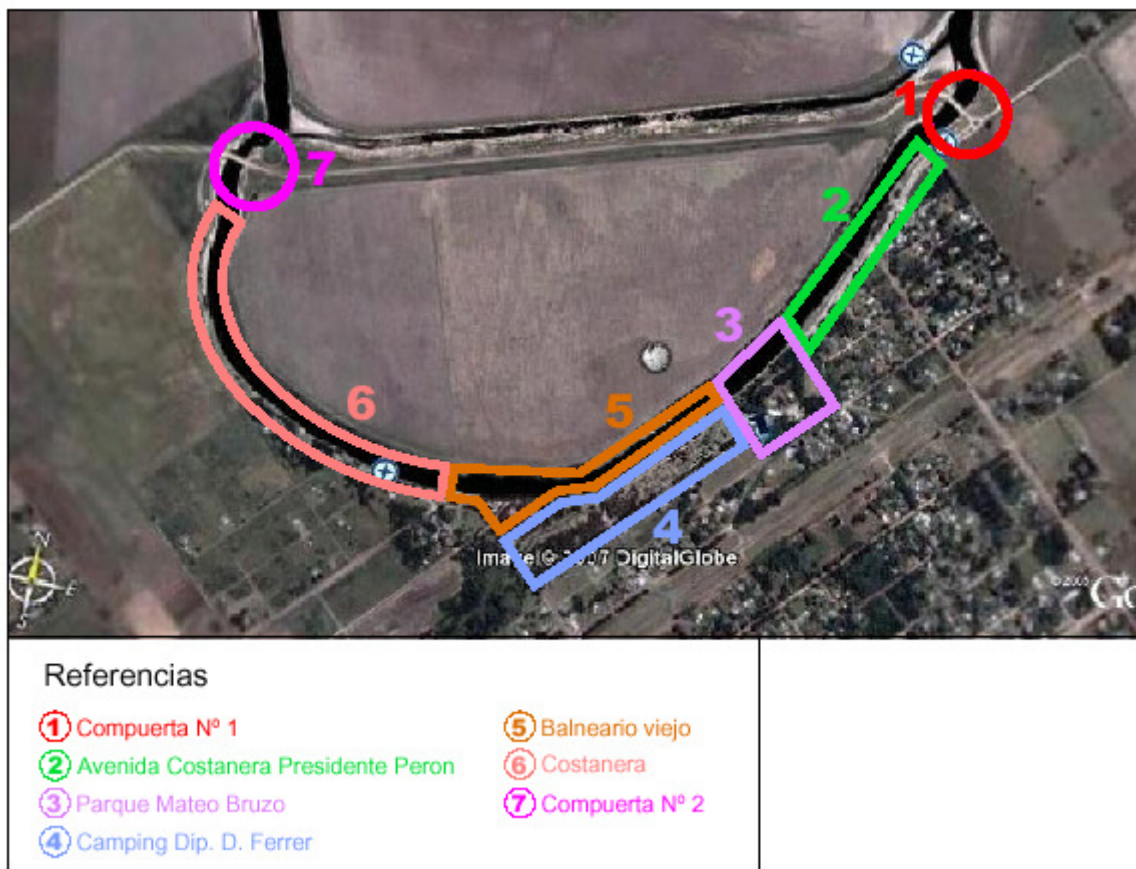 1
7
2
3
5
6
4
N
E
S
Image © 2007 DigitalGlobe
Referencias
1 Compuerta Nº 1
2 Avenida Costanera Presidente Peron
3 Parque Mateo Bruzo
4 Camping Dip. D. Ferrer
5 Balneario viejo
6 Costanera
7 Compuerta Nº 2